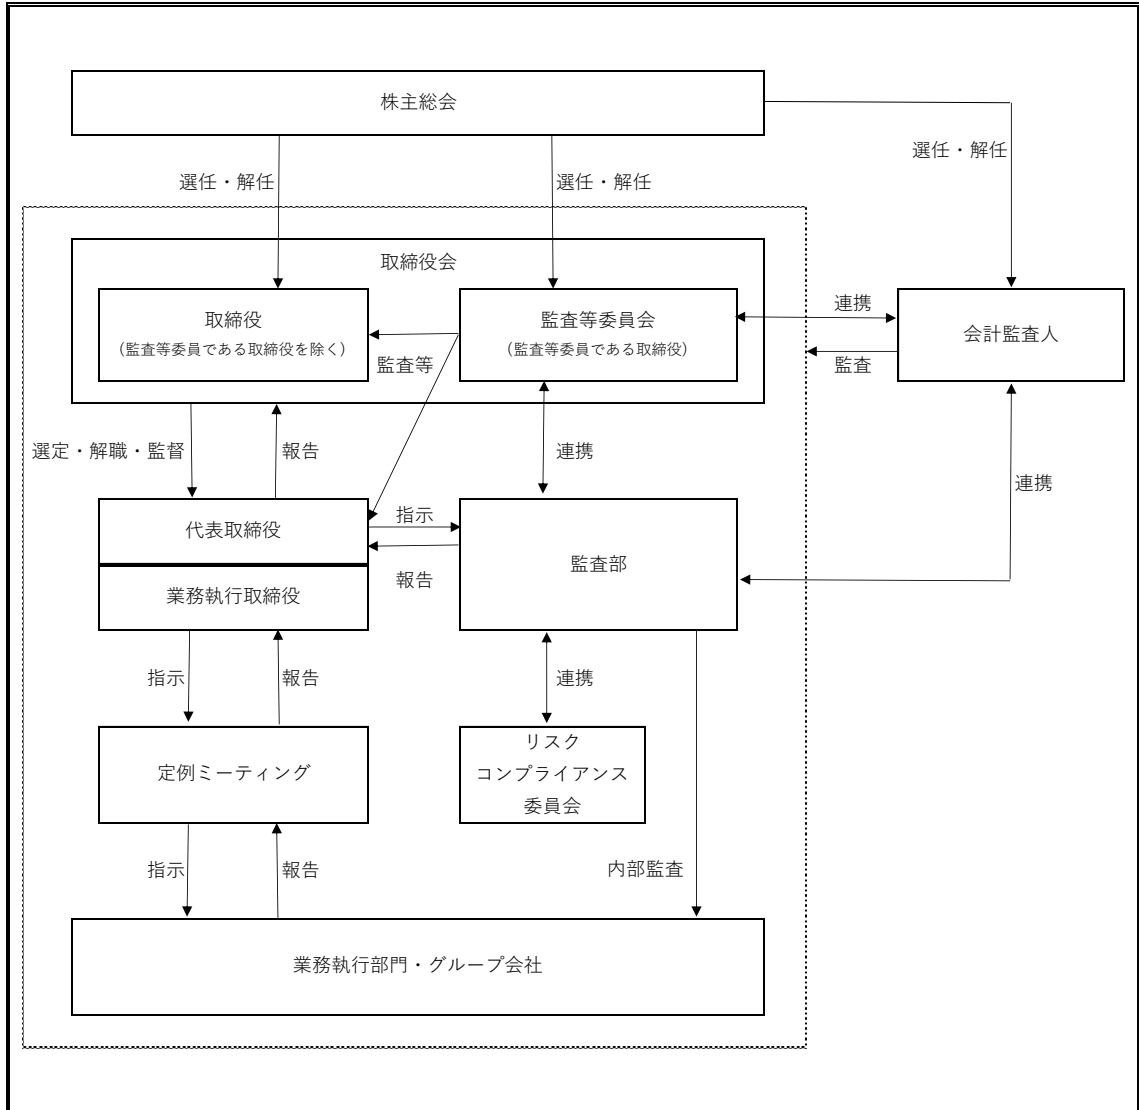 株主総会
選任・解任
選任・解任
選任・解任
取締役会
取締役
（監査等委員である取締役を除く）
監査等委員会
（監査等委員である取締役）
監査等
連携
監査
会計監査人
選定・解職・監督
報告
連携
連携
代表取締役
業務執行取締役
指示
報告
監査部
指示
報告
連携
定例ミーティング
リスク
コンプライアンス
委員会
指示
報告
内部監査
業務執行部門・グループ会社